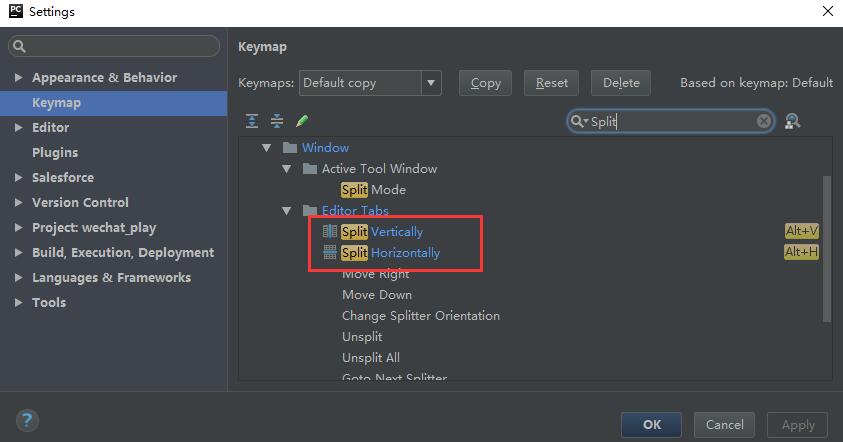 PC Settings
Keymap
Keymaps: Default copy Copy Reset Delete Based on keymap: Default
Appearance & Behavior
Keymap
Editor
Plugins
Salesforce
Version Control
Project: wechat_play
Build, Execution, Deployment
Languages & Frameworks
Tools
Split
Window
Active Tool Window
Split Mode
Editor Tabs
Split Vertically Alt+V
Split Horizontally Alt+H
Move Right
Move Down
Change Splitter Orientation
Unsplit
Unsplit All
Goto Next Splitter
? OK Cancel Apply